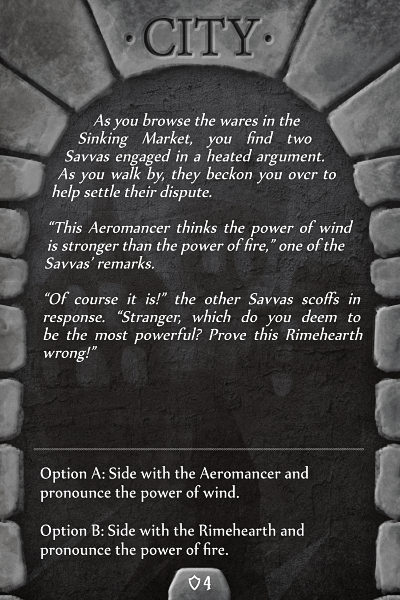 · CITY ·
As you browse the wares in the
Sinking Market, you find two
Savvas engaged in a heated argument.
As you walk by, they beckon you over to
help settle their dispute.
“This Aeromancer thinks the power of wind
is stronger than the power of fire,” one of the
Savvas’ remarks.
“Of course it is!” the other Savvas scoffs in
response. “Stranger, which do you deem to
be the most powerful? Prove this Rimehearth
wrong!”
Option A: Side with the Aeromancer and
pronounce the power of wind.
Option B: Side with the Rimehearth and
pronounce the power of fire.
4